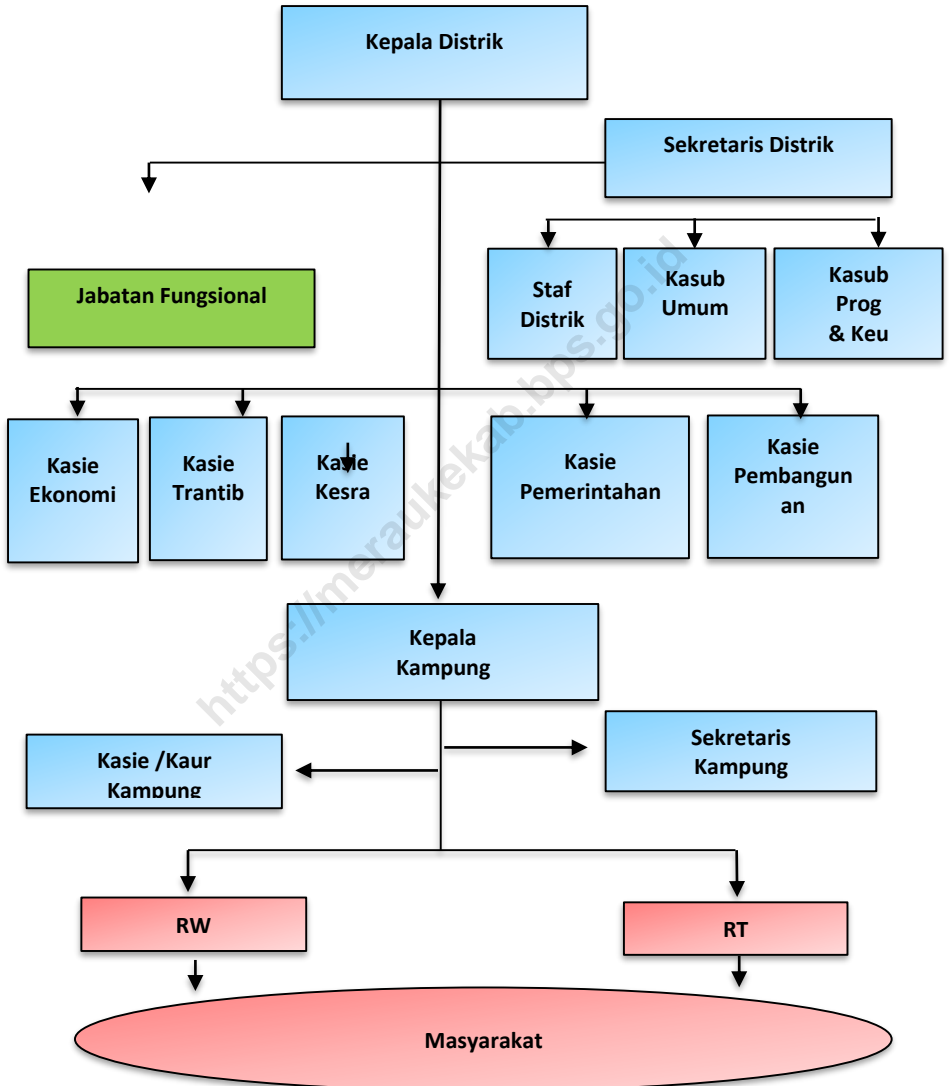 Kepala Distrik
Sekretaris Distrik
Jabatan Fungsional
Staf
Distrik
Kasub
Umum
Kasub
Prog
& Keu
Kasie
Ekonomi
Kasie
Trantib
Kasie
Kesra
Kasie
Pemerintahan
Kasie
Pembangun
an
Kepala
Kampung
Kasie /Kaur
Kampung
Sekretaris
Kampung
RW
RT
Masyarakat
https://meraukekab.bps.go.id